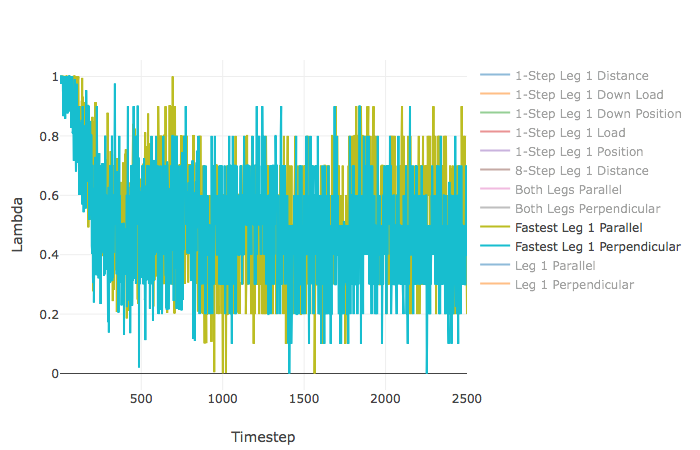 1
0.8
0.6
0.4
0.2
0
500
1000
1500
2000
2500
Lambda
Timestep
1-Step Leg 1 Distance
1-Step Leg 1 Down Load
1-Step Leg 1 Down Position
1-Step Leg 1 Load
1-Step Leg 1 Position
8-Step Leg 1 Distance
Both Legs Parallel
Both Legs Perpendicular
Fastest Leg 1 Parallel
Fastest Leg 1 Perpendicular
Leg 1 Parallel
Leg 1 Perpendicular